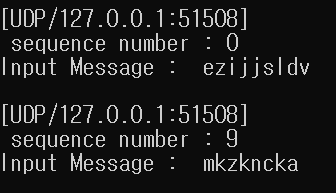 [UDP/127.0.0.1:51508]
sequence number : 0
Input Message :  ezijjsldv
[UDP/127.0.0.1:51508]
sequence number : 9
Input Message :  mkzkncka